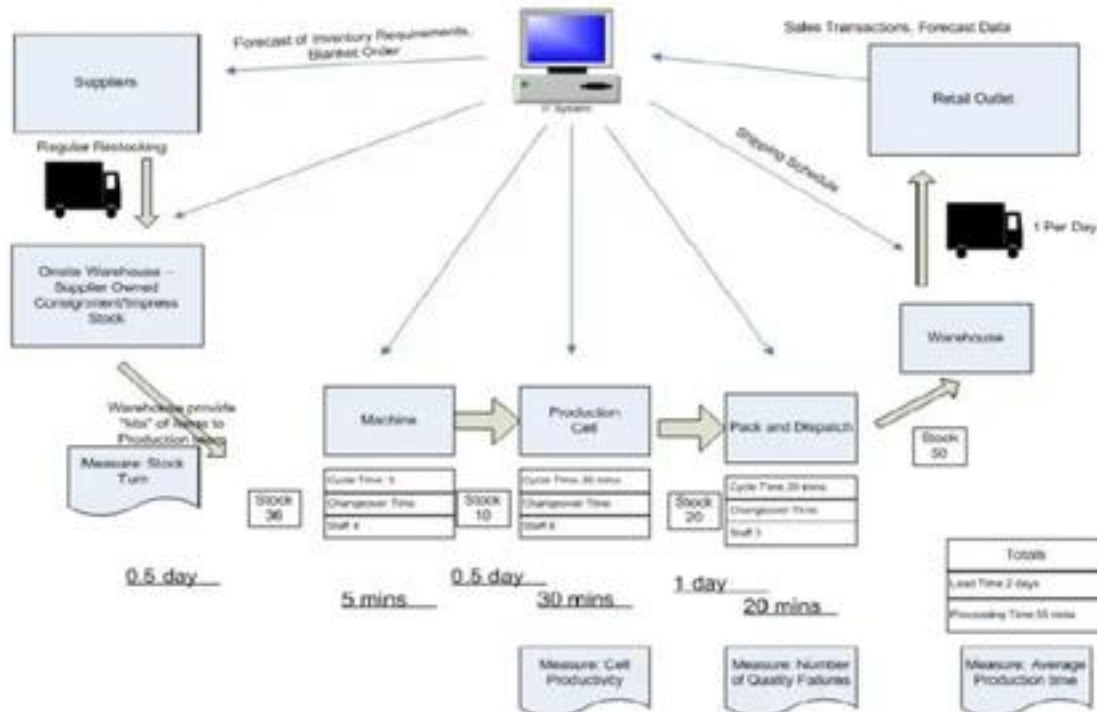 Forecast of Inventory Requirements,
Blanket Order
Sales Transactions, Forecast Data
Suppliers
IT System
Retail Outlet
Regular Restocking
Shipping Schedule
1 Per Day
Onsite Warehouse –
Supplier Owned
Consignment/Impress
Stock
Warehouse
Warehouse provide
"kits" of items to
Production
Machine
Production
Cell
Pack and Dispatch
Stock
50
Measure: Stock
Turn
Stock
36
Cycle Time: 5
Changeover Time
Staff 4
Stock
10
Cycle Time 30 mins
Changeover Time
Staff 6
Stock
20
Cycle Time 20 mins
Changeover Time
Staff 3
0.5 day
5 mins
0.5 day
30 mins
1 day
20 mins
Totals
Lead Time 2 days
Processing Time 55 mins
Measure: Cell
Productivity
Measure: Number
of Quality Failures
Measure: Average
Production time